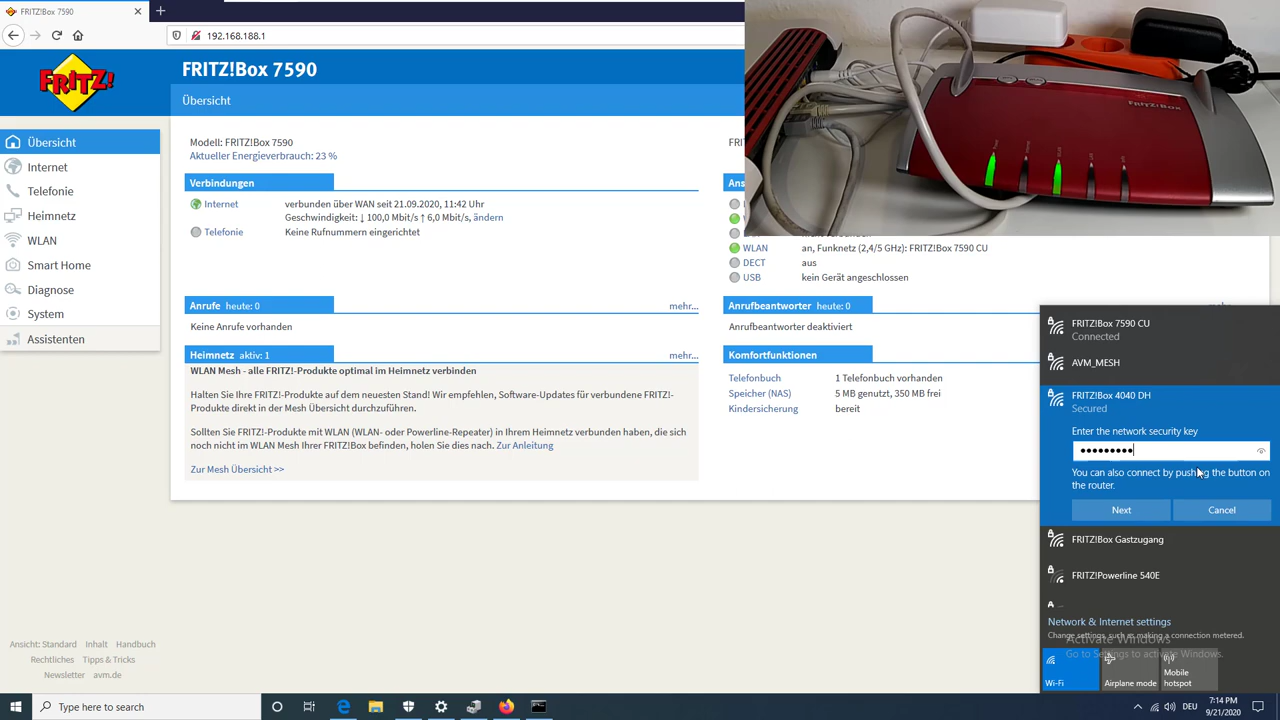 FRITZ!Box 7590
192.168.188.1
FRITZ!
FRITZ!Box 7590
Übersicht
Übersicht
Internet
Telefonie
Heimnetz
WLAN
Smart Home
Diagnose
System
Assistenten
Modell: FRITZ!Box 7590
Aktueller Energieverbrauch: 23 %
Verbindungen
Internet verbunden über WAN seit 21.09.2020, 11:42 Uhr
Geschwindigkeit: ↓ 100,0 Mbit/s ↑ 6,0 Mbit/s, ändern
Telefonie Keine Rufnummern eingerichtet
WLAN an, Funknetz (2,4/5 GHz): FRITZ!Box 7590 CU
DECT aus
USB kein Gerät angeschlossen
Anrufe heute: 0 mehr...
Keine Anrufe vorhanden
Anrufbeantworter heute: 0
Anrufbeantworter deaktiviert
Heimnetz aktiv: 1 mehr...
WLAN Mesh - alle FRITZ!-Produkte optimal im Heimnetz verbinden
Halten Sie Ihre FRITZ!-Produkte auf dem neuesten Stand! Wir empfehlen, Software-Updates für verbundene FRITZ!-
Produkte direkt in der Mesh Übersicht durchzuführen.
Sollten Sie FRITZ!-Produkte mit WLAN (WLAN- oder Powerline-Repeater) in Ihrem Heimnetz verbunden haben, die sich
noch nicht im WLAN Mesh Ihrer FRITZ!Box befinden, holen Sie dies nach. Zur Anleitung
Zur Mesh Übersicht >>
Komfortfunktionen
Telefonbuch 1 Telefonbuch vorhanden
Speicher (NAS) 5 MB genutzt, 350 MB frei
Kindersicherung bereit
Ansicht: Standard Inhalt Handbuch
Rechtliches Tipps & Tricks
Newsletter avm.de
FRITZ!Box
FRITZ!Box 7590 CU
Connected
AVM_MESH
FRITZ!Box 4040 DH
Secured
Enter the network security key
•••••••••
You can also connect by pushing the button on
the router.
Next Cancel
FRITZ!Box Gastzugang
FRITZ!Powerline 540E
Network & Internet settings
Change settings, such as making a connection metered.
Activate Windows
Go to Settings to activate Windows.
Wi-Fi
Airplane mode
Mobile
hotspot
Type here to search
DEU
7:14 PM
9/21/2020